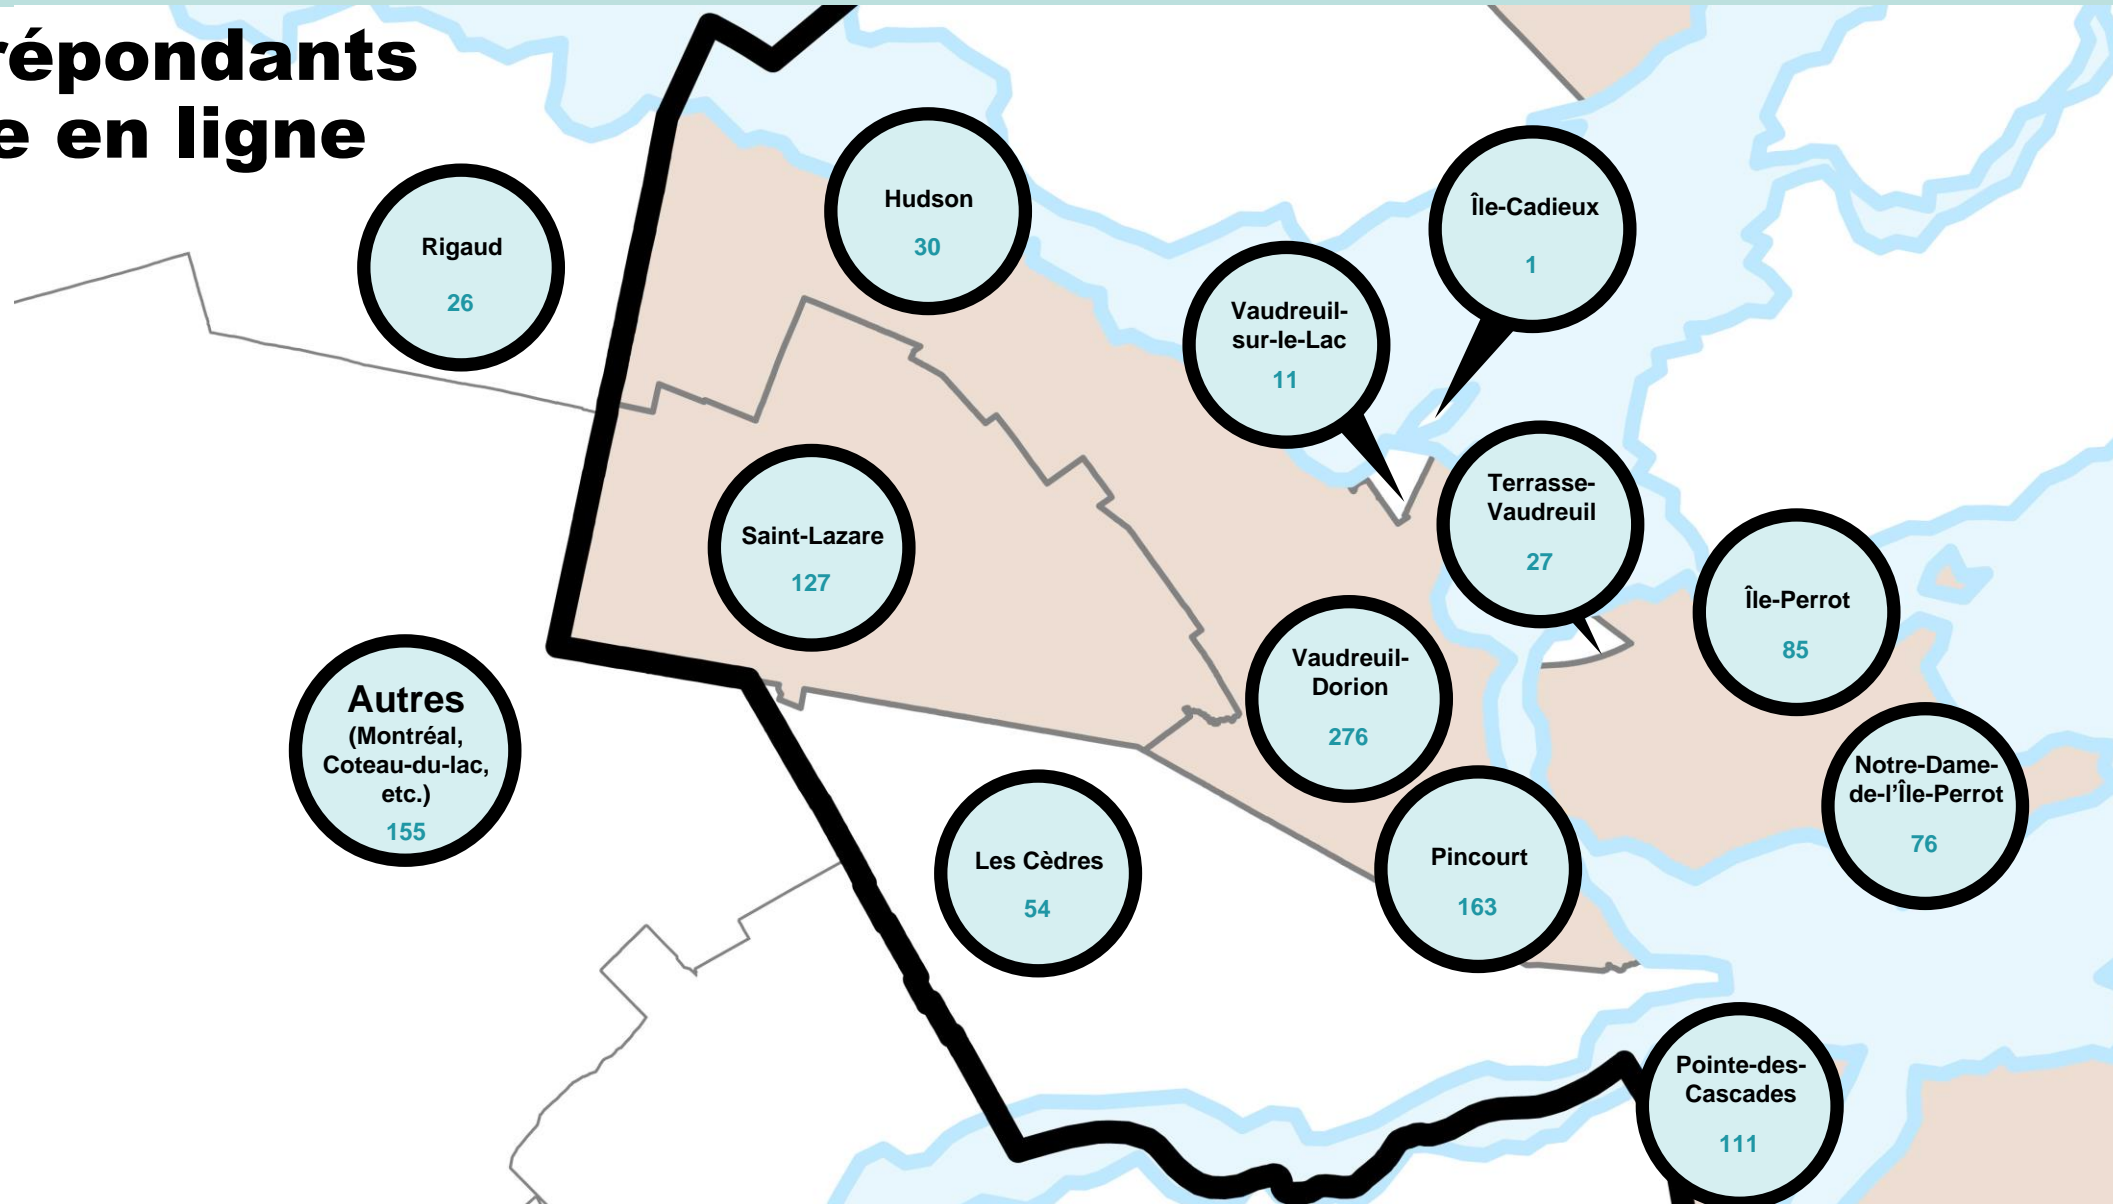 répondants
e en ligne
Hudson
30
Île-Cadieux
1
Rigaud
26
Vaudreuil-
sur-le-Lac
11
Terrasse-
Vaudreuil
27
Saint-Lazare
127
Île-Perrot
85
Vaudreuil-
Dorion
276
Autres
(Montréal,
Coteau-du-lac,
etc.)
155
Notre-Dame-
de-l'Île-Perrot
76
Les Cèdres
54
Pincourt
163
Pointe-des-
Cascades
111